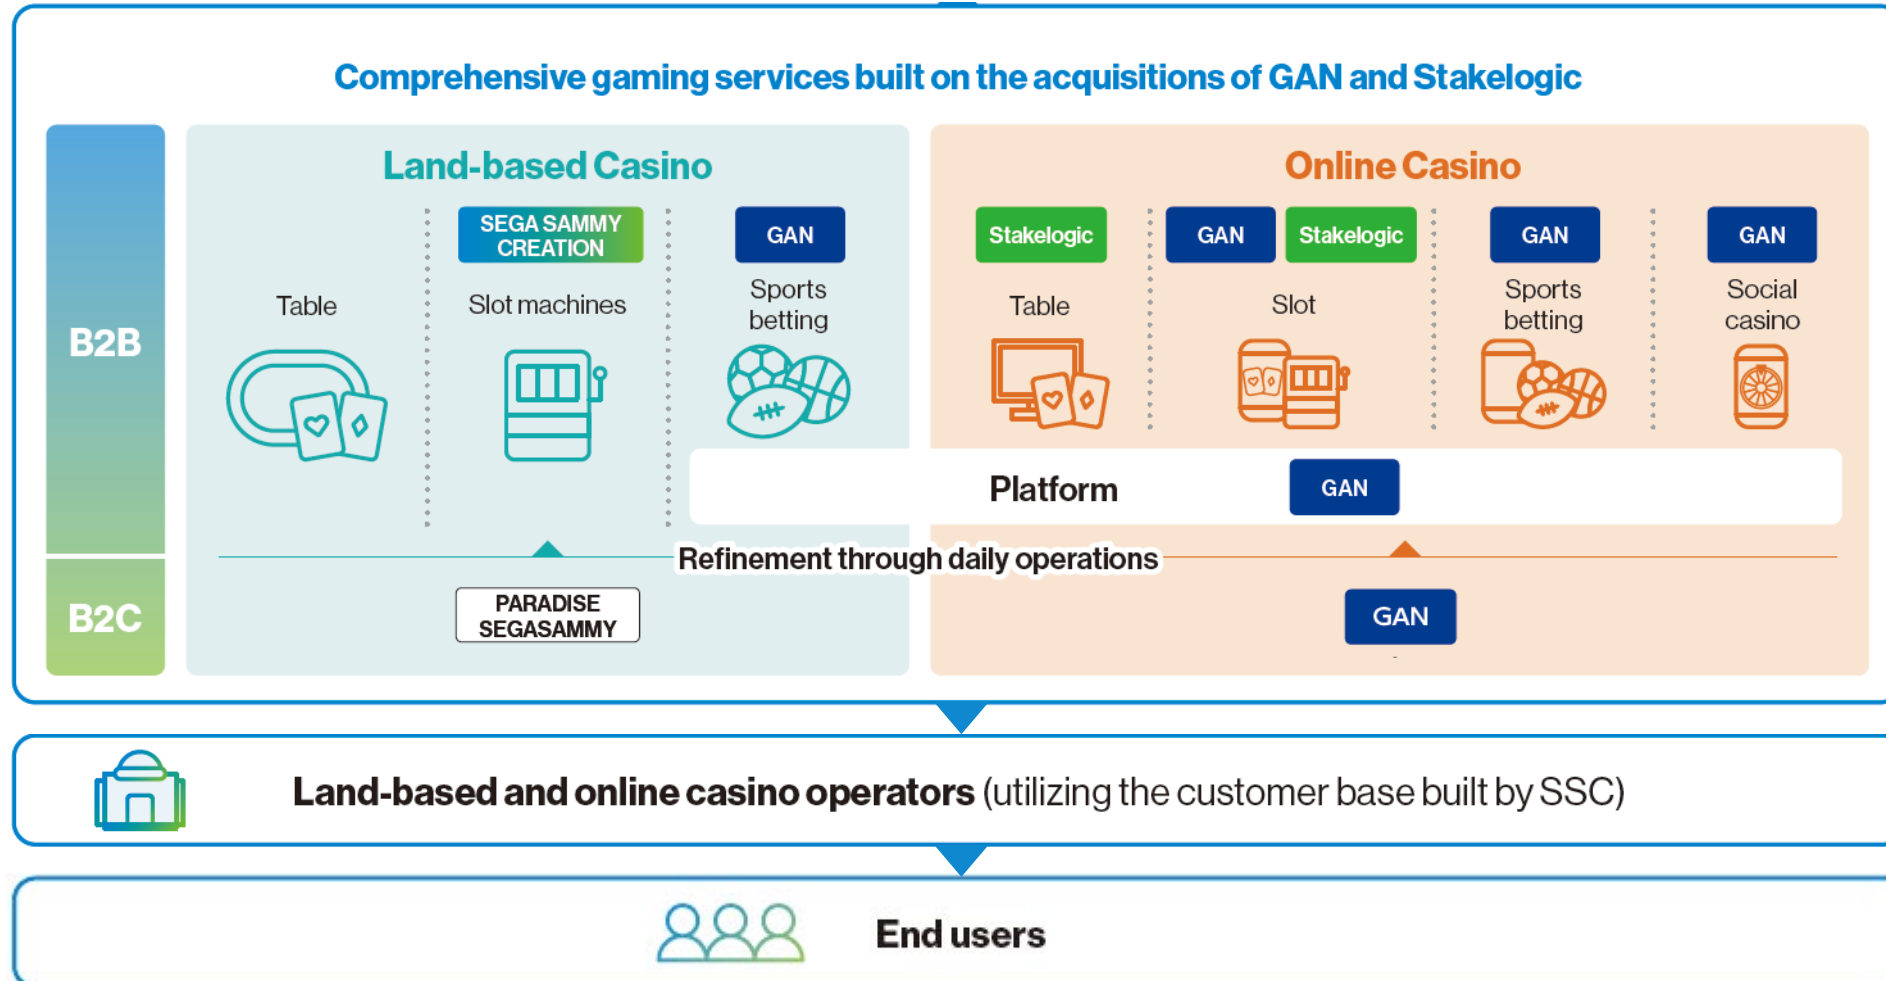 Comprehensive gaming services built on the acquisitions of GAN and Stakelogic
B2B
Land-based Casino
Table
SEGA SAMMY
CREATION
Slot machines
GAN
Sports
betting
Online Casino
Stakelogic
Table
GAN
Stakelogic
Slot
GAN
Sports
betting
GAN
Social
casino
Platform
GAN
Refinement through daily operations
B2C
PARADISE
SEGASAMMY
GAN
Land-based and online casino operators (utilizing the customer base built by SSC)
End users